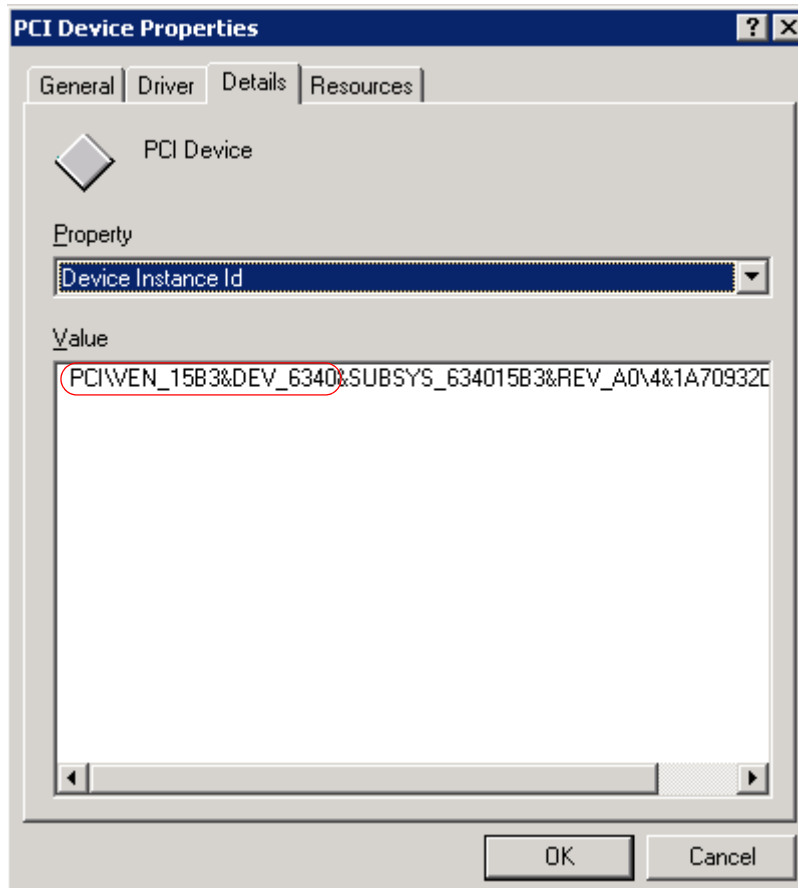 PCI Device Properties
General Driver Details Resources
PCI Device
Property
Device Instance Id
Value
PCI\VEN_15B3&DEV_6340&SUBSYS_634015B3&REV_A0\4&1A70932D
OK Cancel